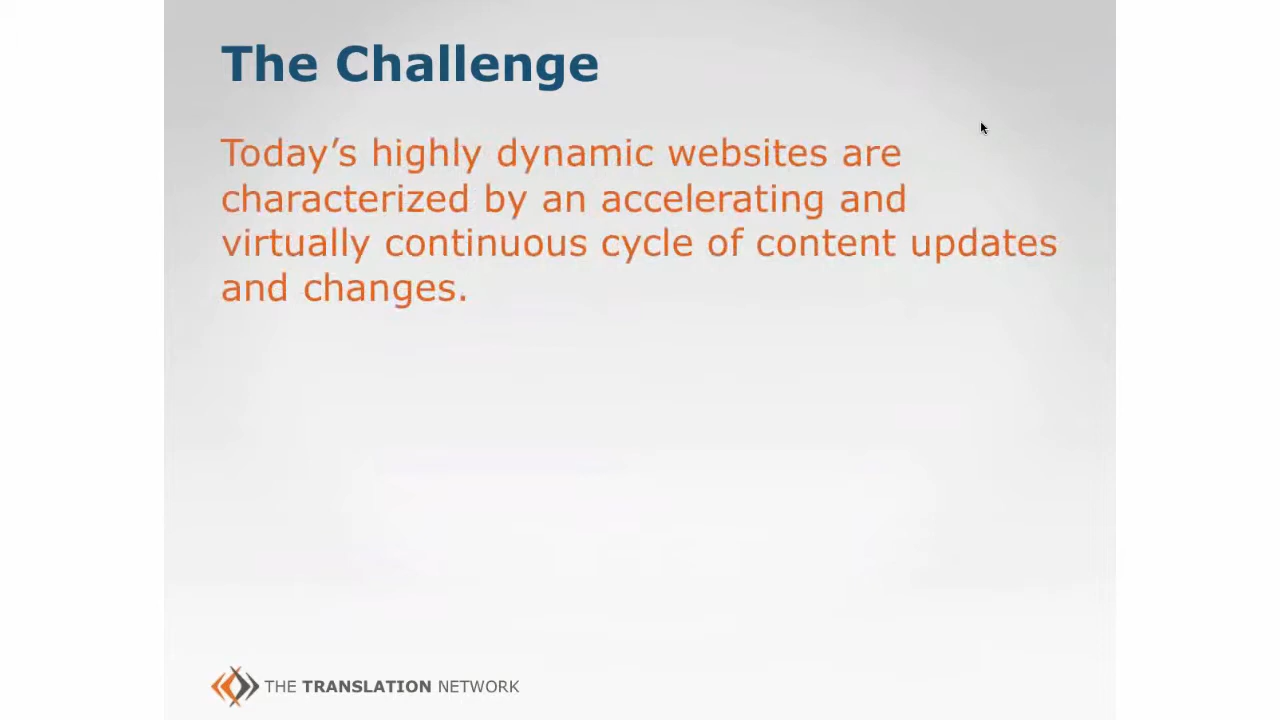 The Challenge
Today’s highly dynamic websites are
characterized by an accelerating and
virtually continuous cycle of content updates
and changes.
THE TRANSLATION NETWORK